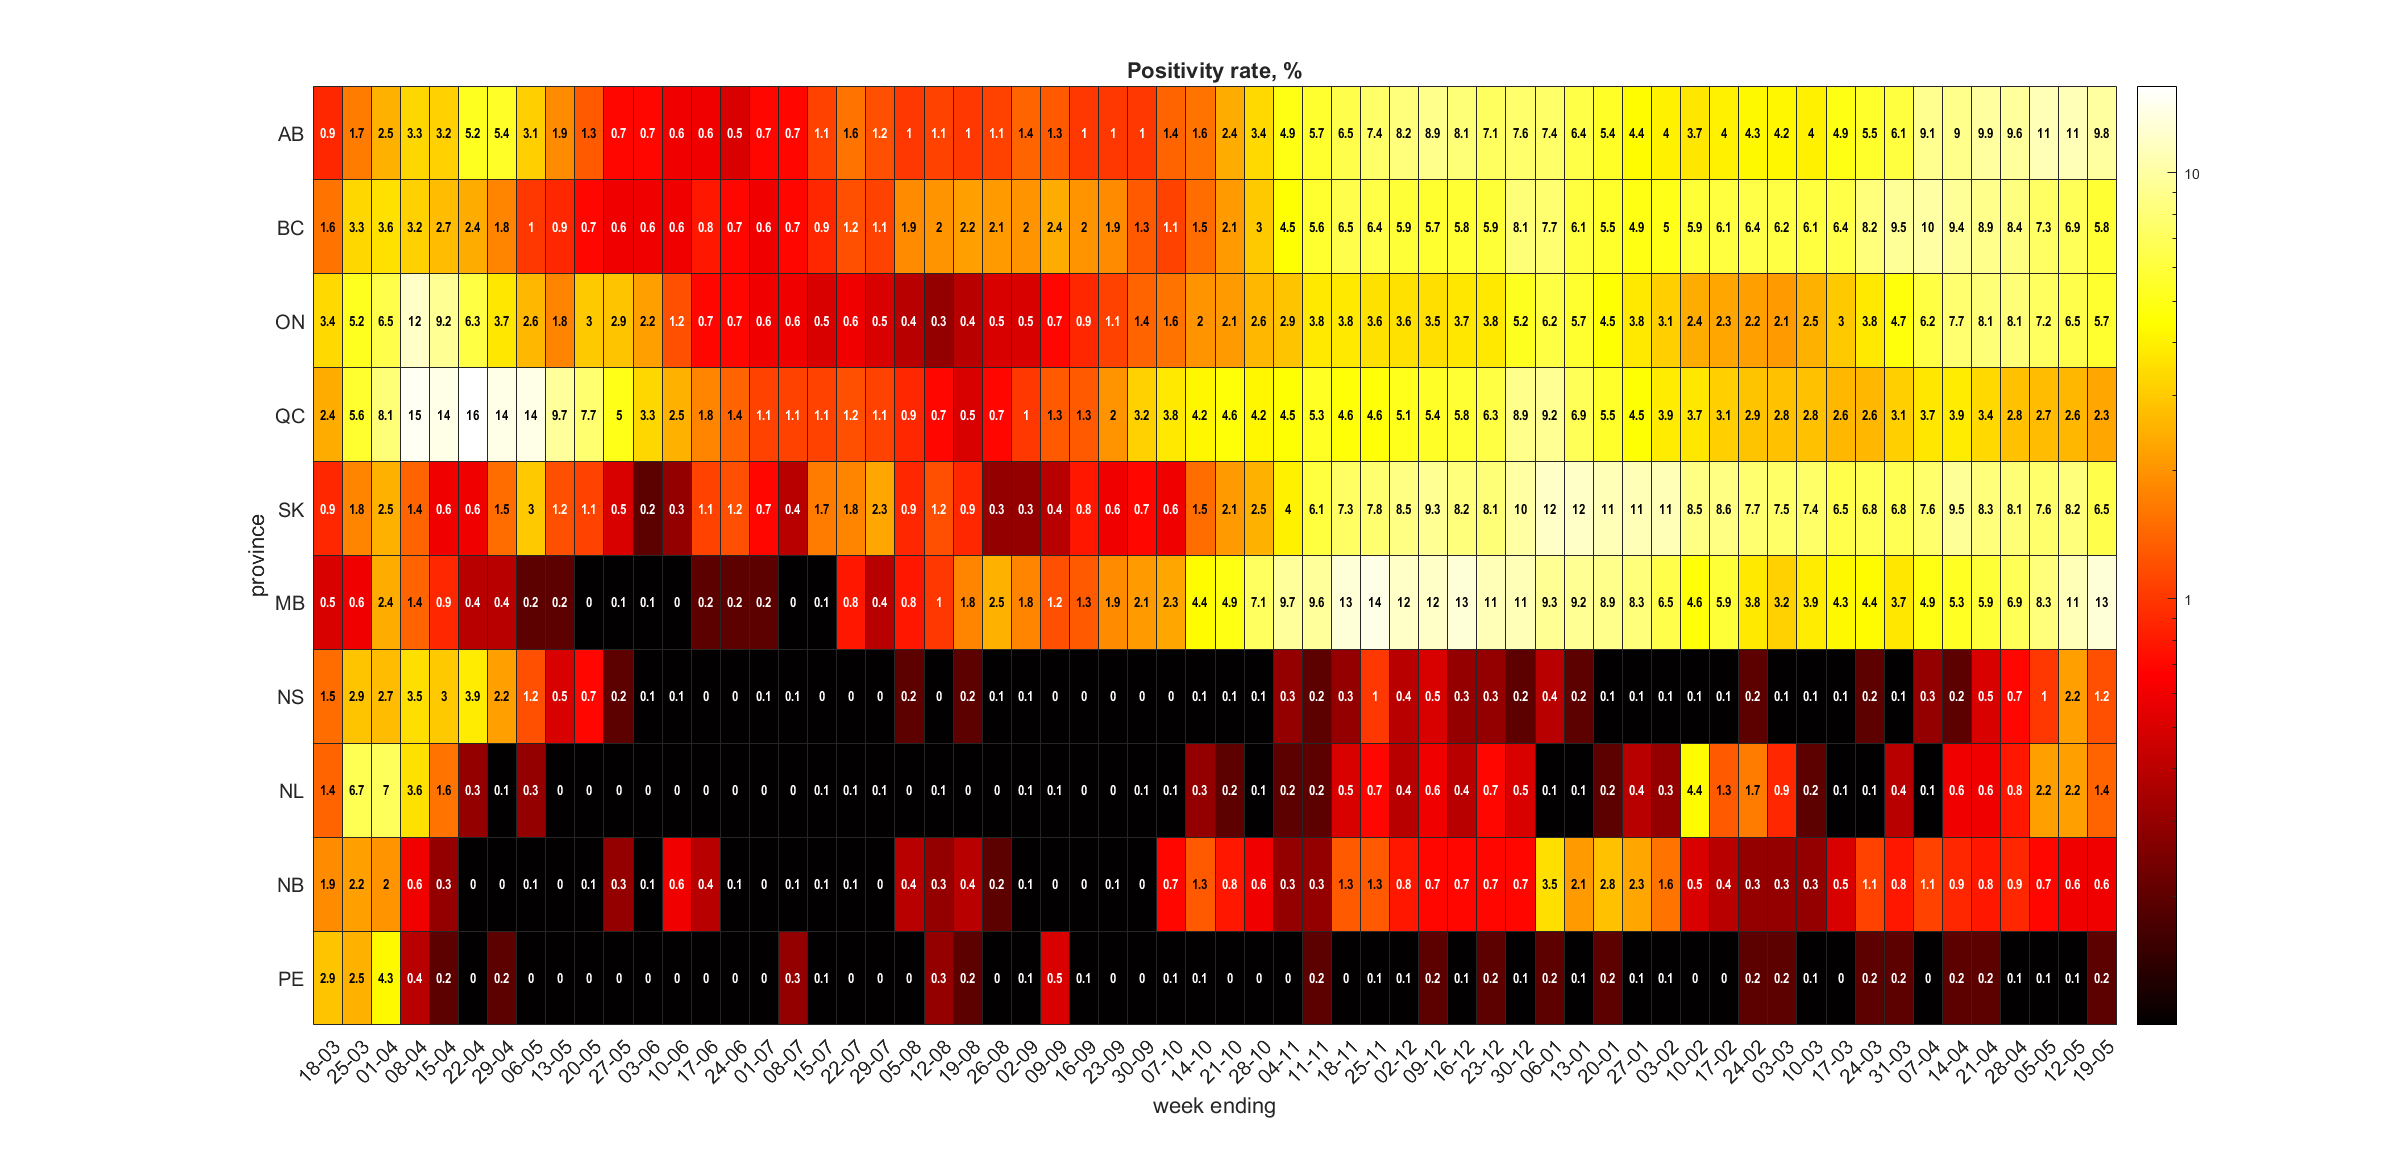 Positivity rate, %
AB 0.9 1.7 2.5 3.3 3.2 5.2 5.4 3.1 1.9 1.3 0.7 0.7 0.6 0.6 0.5 0.7 0.7 1.1 1.6 1.2 1 1.1 1 1.1 1.4 1.3 1 1 1 1.4 1.6 2.4 3.4 4.9 5.7 6.5 7.4 8.2 8.9 8.1 7.1 7.6 7.4 6.4 5.4 4.4 4 3.7 4 4.3 4.2 4 4.9 5.5 6.1 9.1 9 9.9 9.6 11 11 9.8
10
BC 1.6 3.3 3.6 3.2 2.7 2.4 1.8 1 0.9 0.7 0.6 0.6 0.6 0.8 0.7 0.6 0.7 0.9 1.2 1.1 1.9 2 2.2 2.1 2 2.4 2 1.9 1.3 1.1 1.5 2.1 3 4.5 5.6 6.5 6.4 5.9 5.7 5.8 5.9 8.1 7.7 6.1 5.5 4.9 5 5.9 6.1 6.4 6.2 6.1 6.4 8.2 9.5 10 9.4 8.9 8.4 7.3 6.9 5.8
ON 3.4 5.2 6.5 12 9.2 6.3 3.7 2.6 1.8 3 2.9 2.2 1.2 0.7 0.7 0.6 0.6 0.5 0.6 0.5 0.4 0.3 0.4 0.5 0.5 0.7 0.9 1.1 1.4 1.6 2 2.1 2.6 2.9 3.8 3.8 3.6 3.6 3.5 3.7 3.8 5.2 6.2 5.7 4.5 3.8 3.1 2.4 2.3 2.2 2.1 2.5 3 3.8 4.7 6.2 7.7 8.1 8.1 7.2 6.5 5.7
QC 2.4 5.6 8.1 15 14 16 14 14 9.7 7.7 5 3.3 2.5 1.8 1.4 1.1 1.1 1.1 1.2 1.1 0.9 0.7 0.5 0.7 1 1.3 1.3 2 3.2 3.8 4.2 4.6 4.2 4.5 5.3 4.6 4.6 5.1 5.4 5.8 6.3 8.9 9.2 6.9 5.5 4.5 3.9 3.7 3.1 2.9 2.8 2.8 2.6 2.6 3.1 3.7 3.9 3.4 2.8 2.7 2.6 2.3
SK 0.9 1.8 2.5 1.4 0.6 0.6 1.5 3 1.2 1.1 0.5 0.2 0.3 1.1 1.2 0.7 0.4 1.7 1.8 2.3 0.9 1.2 0.9 0.3 0.3 0.4 0.8 0.6 0.7 0.6 1.5 2.1 2.5 4 6.1 7.3 7.8 8.5 9.3 8.2 8.1 10 12 12 11 11 11 8.5 8.6 7.7 7.5 7.4 6.5 6.8 6.8 7.6 9.5 8.3 8.1 7.6 8.2 6.5
province
MB 0.5 0.6 2.4 1.4 0.9 0.4 0.4 0.2 0.2 0 0.1 0.1 0 0.2 0.2 0.2 0 0.1 0.8 0.4 0.8 1 1.8 2.5 1.8 1.2 1.3 1.9 2.1 2.3 4.4 4.9 7.1 9.7 9.6 13 14 12 12 13 11 11 9.3 9.2 8.9 8.3 6.5 4.6 5.9 3.8 3.2 3.9 4.3 4.4 3.7 4.9 5.3 5.9 6.9 8.3 11 13
1
NS 1.5 2.9 2.7 3.5 3 3.9 2.2 1.2 0.5 0.7 0.2 0.1 0.1 0 0 0.1 0.1 0 0 0 0.2 0 0.2 0.1 0.1 0 0 0 0 0 0.1 0.1 0.1 0.3 0.2 0.3 1 0.4 0.5 0.3 0.3 0.2 0.4 0.2 0.1 0.1 0.1 0.1 0.1 0.2 0.1 0.1 0.1 0.2 0.1 0.3 0.2 0.5 0.7 1 2.2 1.2
NL 1.4 6.7 7 3.6 1.6 0.3 0.1 0.3 0 0 0 0 0 0 0 0 0 0.1 0.1 0.1 0 0.1 0 0 0.1 0.1 0 0 0.1 0.1 0.3 0.2 0.1 0.2 0.2 0.5 0.7 0.4 0.6 0.4 0.7 0.5 0.1 0.1 0.2 0.4 0.3 4.4 1.3 1.7 0.9 0.2 0.1 0.1 0.4 0.1 0.6 0.6 0.8 2.2 2.2 1.4
NB 1.9 2.2 2 0.6 0.3 0 0 0.1 0 0.1 0.3 0.1 0.6 0.4 0.1 0 0.1 0.1 0.1 0 0.4 0.3 0.4 0.2 0.1 0 0 0.1 0 0.7 1.3 0.8 0.6 0.3 0.3 1.3 1.3 0.8 0.7 0.7 0.7 0.7 3.5 2.1 2.8 2.3 1.6 0.5 0.4 0.3 0.3 0.3 0.5 1.1 0.8 1.1 0.9 0.8 0.9 0.7 0.6 0.6
PE 2.9 2.5 4.3 0.4 0.2 0 0.2 0 0 0 0 0 0 0 0 0 0.3 0.1 0 0 0 0.3 0.2 0 0.1 0.5 0.1 0 0 0.1 0.1 0 0 0 0.2 0 0.1 0.1 0.2 0.1 0.2 0.1 0.2 0.1 0.2 0.1 0.1 0 0 0.2 0.2 0.1 0 0.2 0.2 0 0.2 0.2 0.1 0.1 0.1 0.2
18-03 25-03 01-04 08-04 15-04 22-04 29-04 06-05 13-05 20-05 27-05 03-06 10-06 17-06 24-06 01-07 08-07 15-07 22-07 29-07 05-08 12-08 19-08 26-08 02-09 09-09 16-09 23-09 30-09 07-10 14-10 21-10 28-10 04-11 11-11 18-11 25-11 02-12 09-12 16-12 23-12 30-12 06-01 13-01 20-01 27-01 03-02 10-02 17-02 24-02 03-03 10-03 17-03 24-03 31-03 07-04 14-04 21-04 28-04 05-05 12-05 19-05
week ending